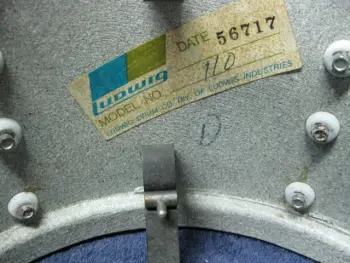 DATE 56717
Ludwig
MODEL NO. 110
LUDWIG DRUM CO. DIV. OF LUDWIG INDUSTRIES
D